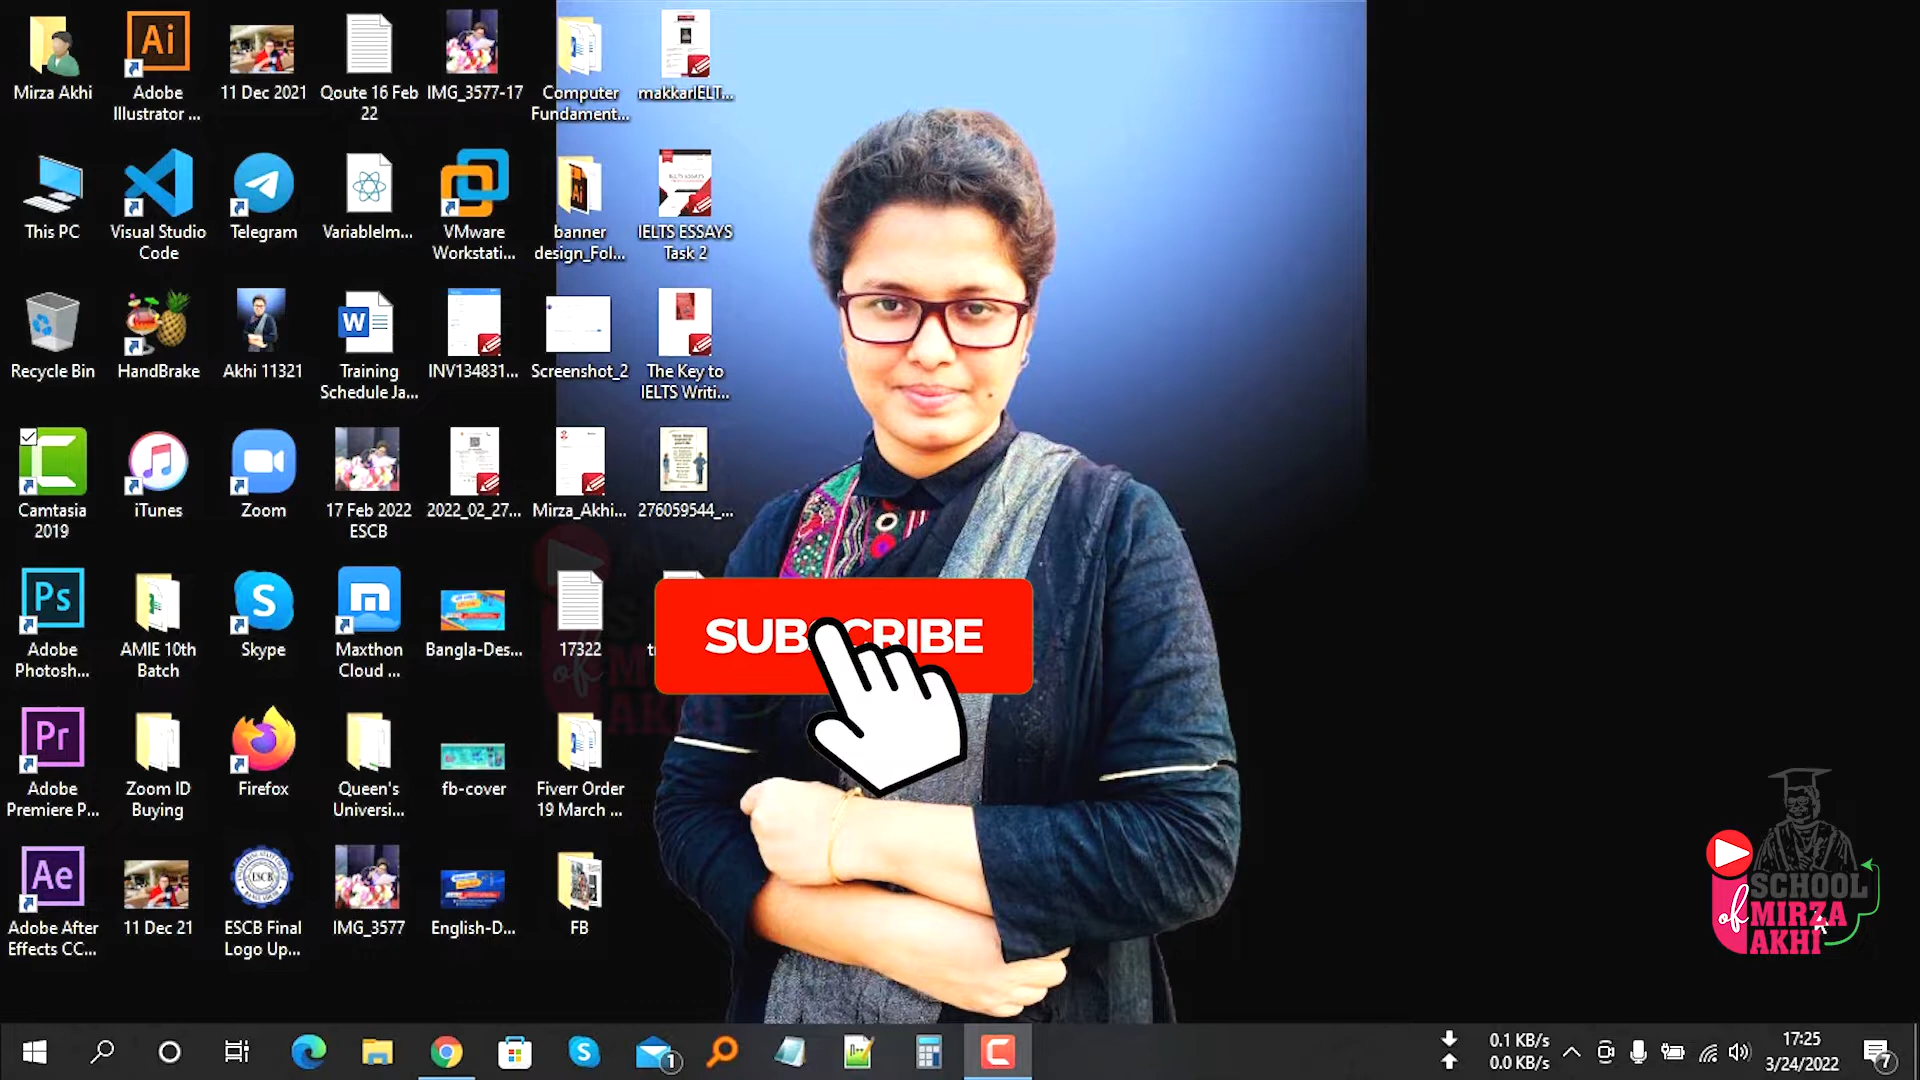 Mirza Akhi
Adobe
Illustrator ...
11 Dec 2021
Qoute 16 Feb
22
IMG_3577-17
Computer
Fundament...
makkarIELT...
This PC
Visual Studio
Code
Telegram
VariableIm...
VMware
Workstati...
banner
design_Fol...
IELTS ESSAYS
Task 2
Recycle Bin
HandBrake
Akhi 11321
Training
Schedule Ja...
INV134831...
Screenshot_2
The Key to
IELTS Writi...
Camtasia
2019
iTunes
Zoom
17 Feb 2022
ESCB
2022_02_27...
Mirza_Akhi...
276059544_...
Adobe
Photosh...
AMIE 10th
Batch
Skype
Maxthon
Cloud ...
Bangla-Des...
17322
SUBSCRIBE
Adobe
Premiere P...
Zoom ID
Buying
Firefox
Queen's
Universi...
fb-cover
Fiverr Order
19 March ...
Adobe After
Effects CC...
11 Dec 21
ESCB Final
Logo Up...
IMG_3577
English-D...
FB
SCHOOL
of MIRZA
AKHI
0.1 KB/s
0.0 KB/s
17:25
3/24/2022
1
7